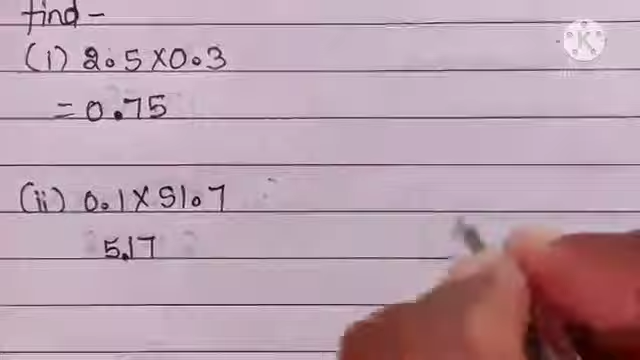 find -
(i) 2.5×0.3
= 0.75
(ii) 0.1×51.7
5.17
K